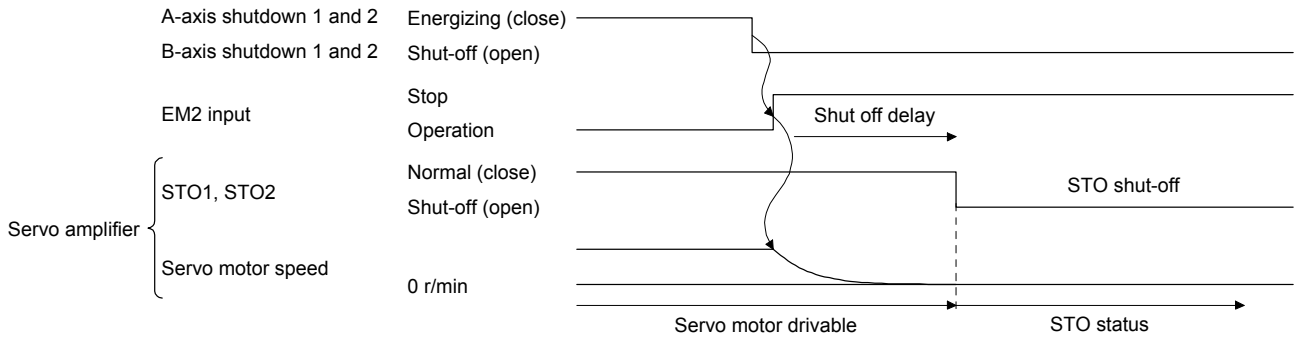 A-axis shutdown 1 and 2 Energizing (close)
B-axis shutdown 1 and 2 Shut-off (open)
EM2 input
Stop
Operation
Shut off delay
Servo amplifier
STO1, STO2
Normal (close)
Shut-off (open)
STO shut-off
Servo motor speed
0 r/min
Servo motor drivable
STO status